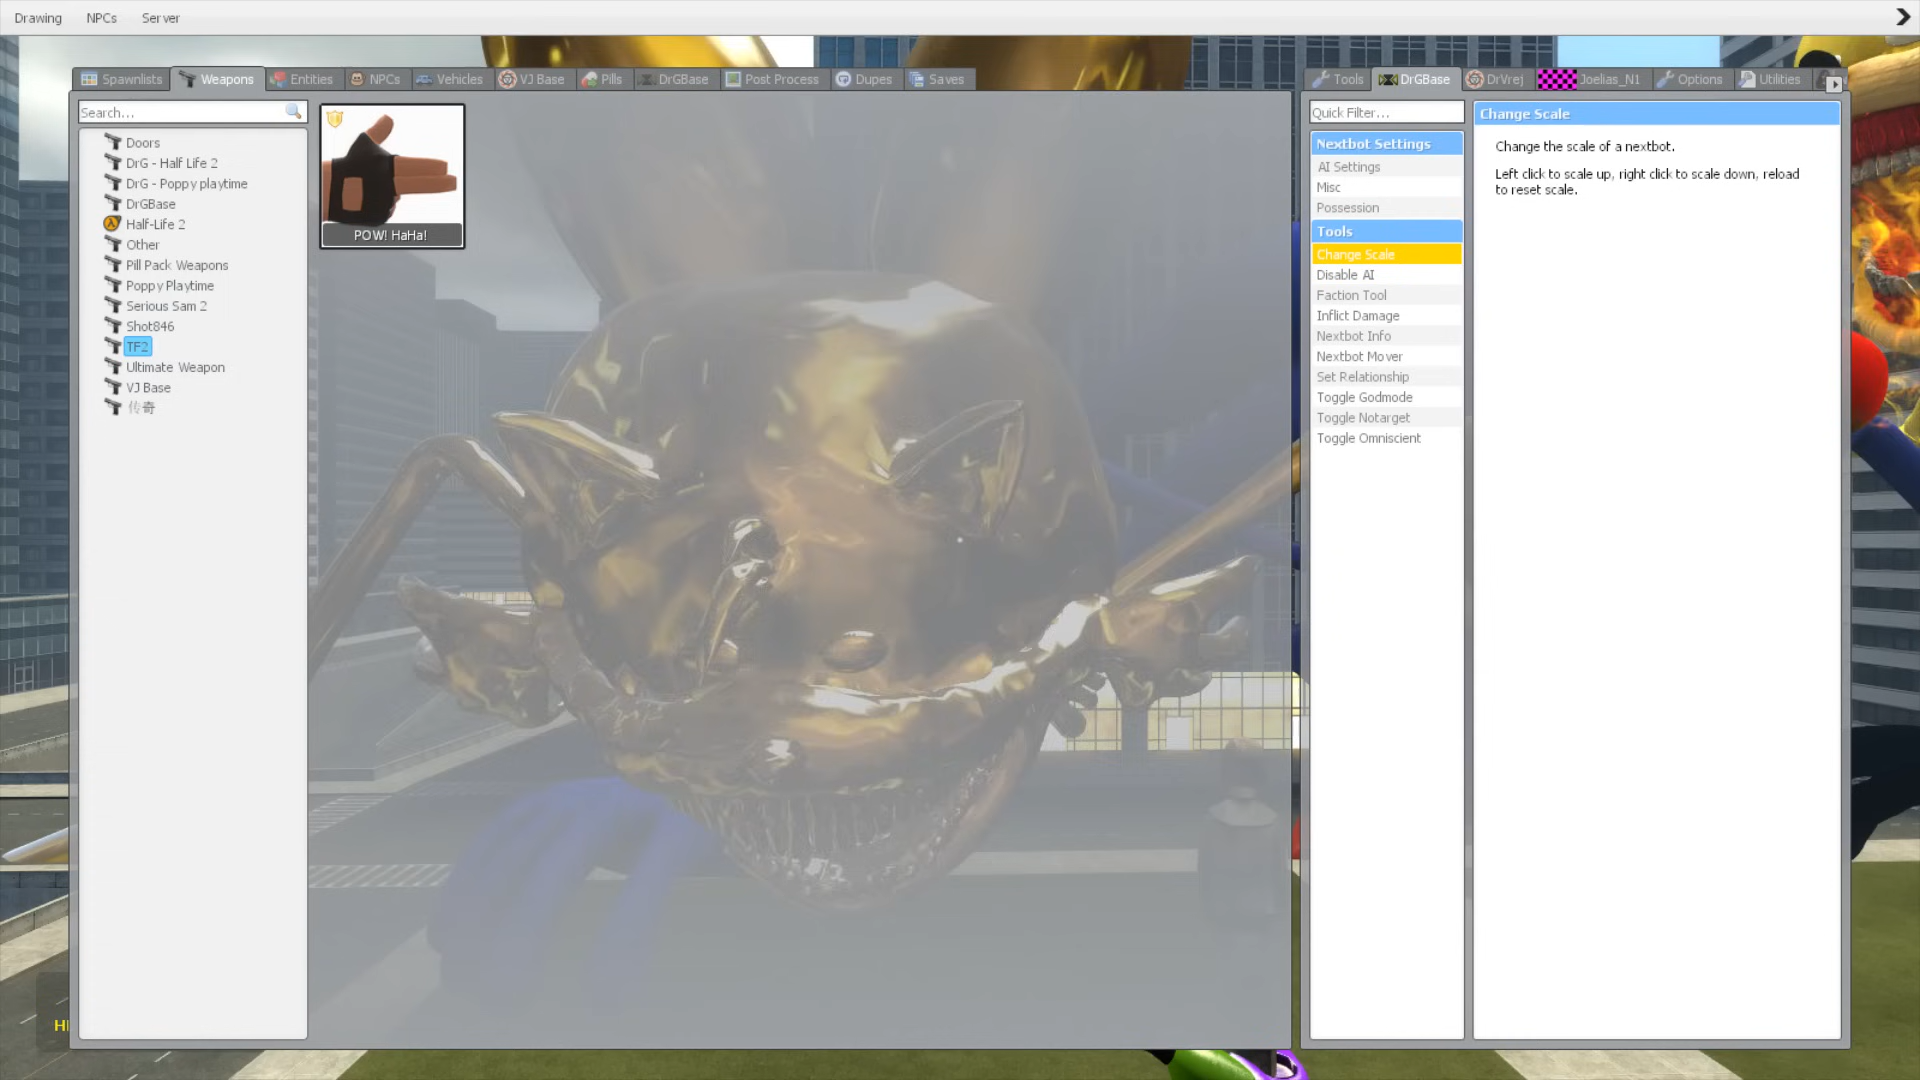 Drawing NPCs Server
Spawnlists Weapons Entities NPCs Vehicles VJ Base Pills DrGBase Post Process Dupes Saves
Tools DrGBase DrVrej Joelias_N1 Options Utilities
Search...
Doors
DrG - Half Life 2
DrG - Poppy playtime
DrGBase
Half-Life 2
Other
Pill Pack Weapons
Poppy Playtime
Serious Sam 2
Shot846
TF2
Ultimate Weapon
VJ Base
传奇
POW! HaHa!
Quick Filter...
Nextbot Settings
AI Settings
Misc
Possession
Tools
Change Scale
Disable AI
Faction Tool
Inflict Damage
Nextbot Info
Nextbot Mover
Set Relationship
Toggle Godmode
Toggle Notarget
Toggle Omniscient
Change Scale
Change the scale of a nextbot.
Left click to scale up, right click to scale down, reload
to reset scale.